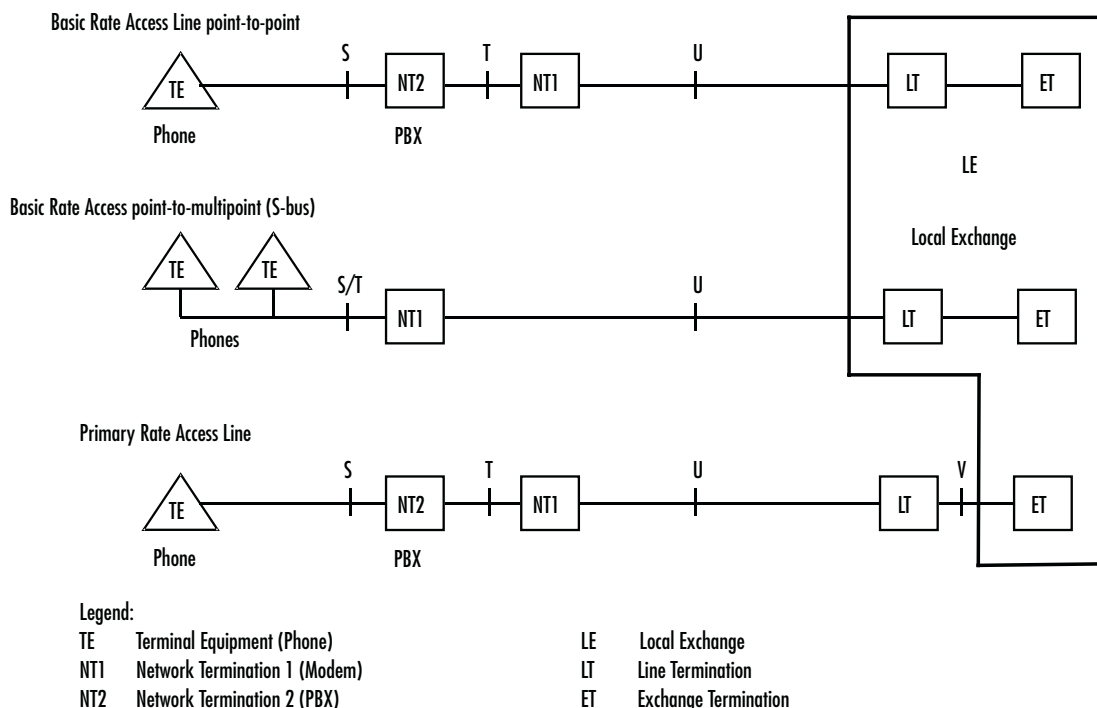 Basic Rate Access Line point-to-point
S T U
TE NT2 NT1 LT ET
Phone PBX
LE
Basic Rate Access point-to-multipoint (S-bus)
Local Exchange
TE TE
S/T U
NT1 LT ET
Phones
Primary Rate Access Line
S T U V
TE NT2 NT1 LT ET
Phone PBX
Legend:
TE Terminal Equipment (Phone)
NT1 Network Termination 1 (Modem)
NT2 Network Termination 2 (PBX)
LE Local Exchange
LT Line Termination
ET Exchange Termination